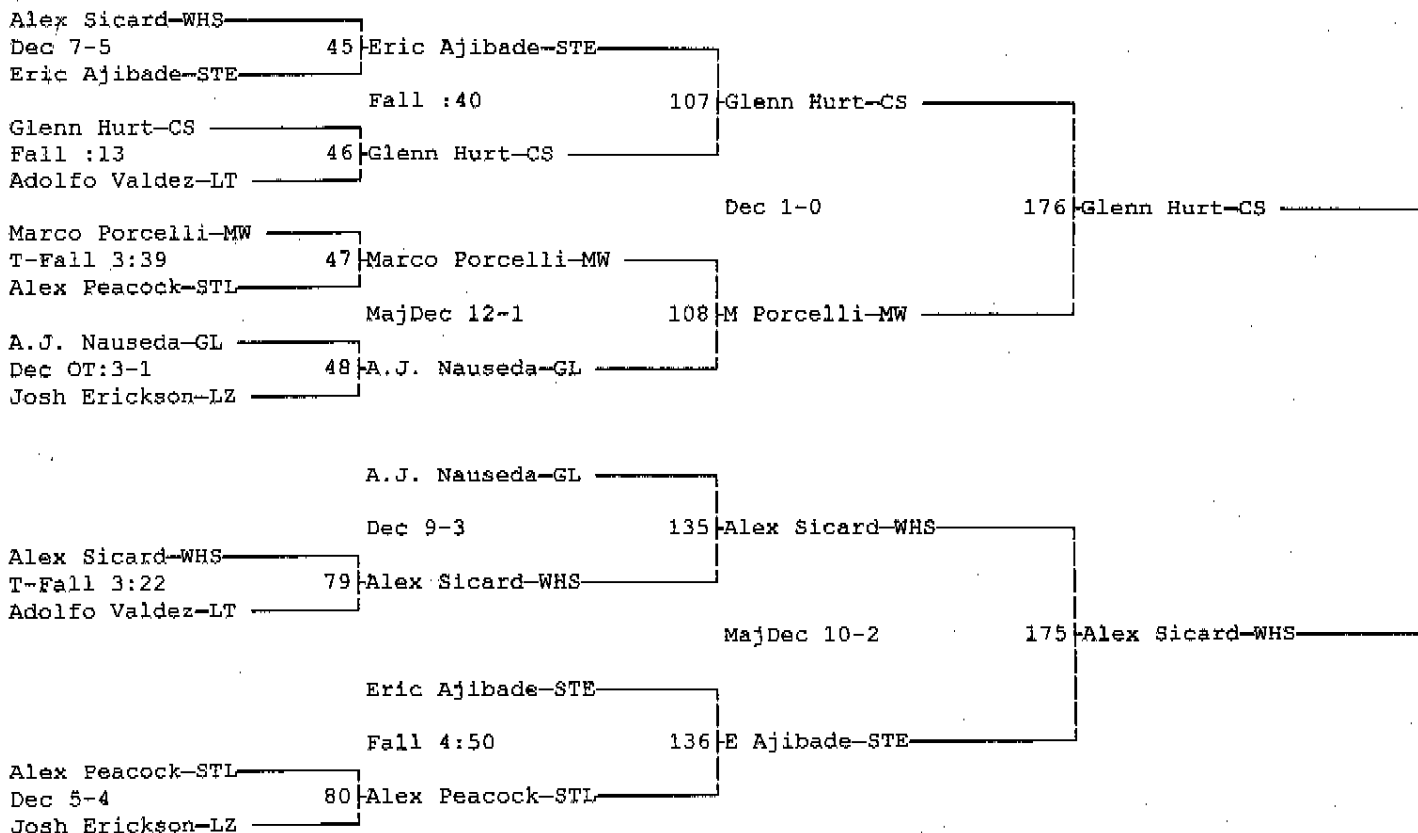 Alex Sicard-WHS
Dec 7-5 45 Eric Ajibade-STE
Eric Ajibade-STE
Fall :40 107 Glenn Hurt-CS
Glenn Hurt-CS
Fall :13 46 Glenn Hurt-CS
Adolfo Valdez-LT
Dec 1-0 176 Glenn Hurt-CS
Marco Porcelli-MW
T-Fall 3:39 47 Marco Porcelli-MW
Alex Peacock-STL
MajDec 12-1 108 M Porcelli-MW
A.J. Nauseda-GL
Dec OT:3-1 48 A.J. Nauseda-GL
Josh Erickson-LZ
A.J. Nauseda-GL
Dec 9-3 135 Alex Sicard-WHS
Alex Sicard-WHS
T-Fall 3:22 79 Alex Sicard-WHS
Adolfo Valdez-LT
MajDec 10-2 175 Alex Sicard-WHS
Eric Ajibade-STE
Fall 4:50 136 E Ajibade-STE
Alex Peacock-STL
Dec 5-4 80 Alex Peacock-STL
Josh Erickson-LZ